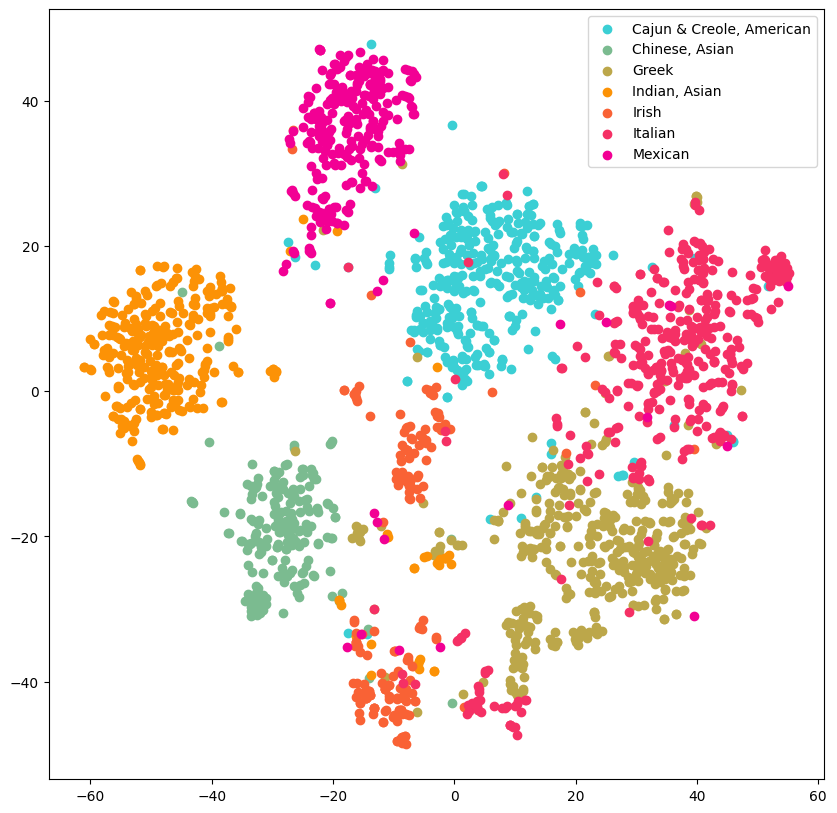 Cajun & Creole, American
Chinese, Asian
Greek
Indian, Asian
Irish
Italian
Mexican
40
20
0
−20
−40
−60 −40 −20 0 20 40 60